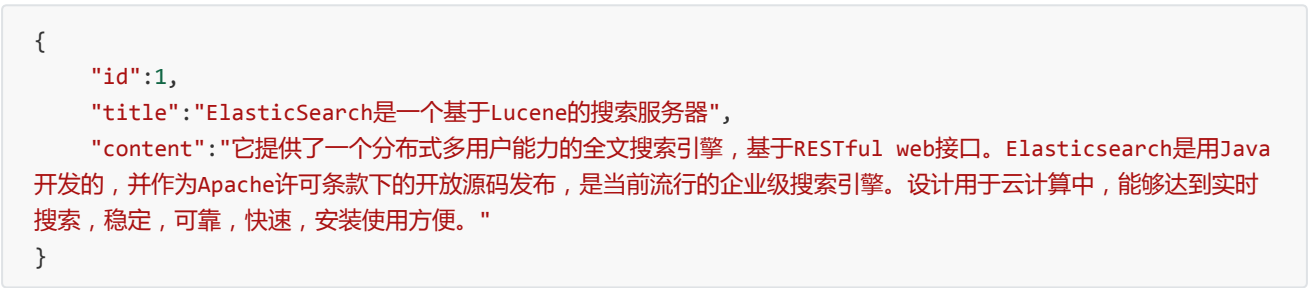 {
"id":1,
"title":"ElasticSearch是一个基于Lucene的搜索服务器",
"content":"它提供了一个分布式多用户能力的全文搜索引擎，基于RESTful web接口。Elasticsearch是用Java
开发的，并作为Apache许可条款下的开放源码发布，是当前流行的企业级搜索引擎。设计用于云计算中，能够达到实时
搜索，稳定，可靠，快速，安装使用方便。"
}